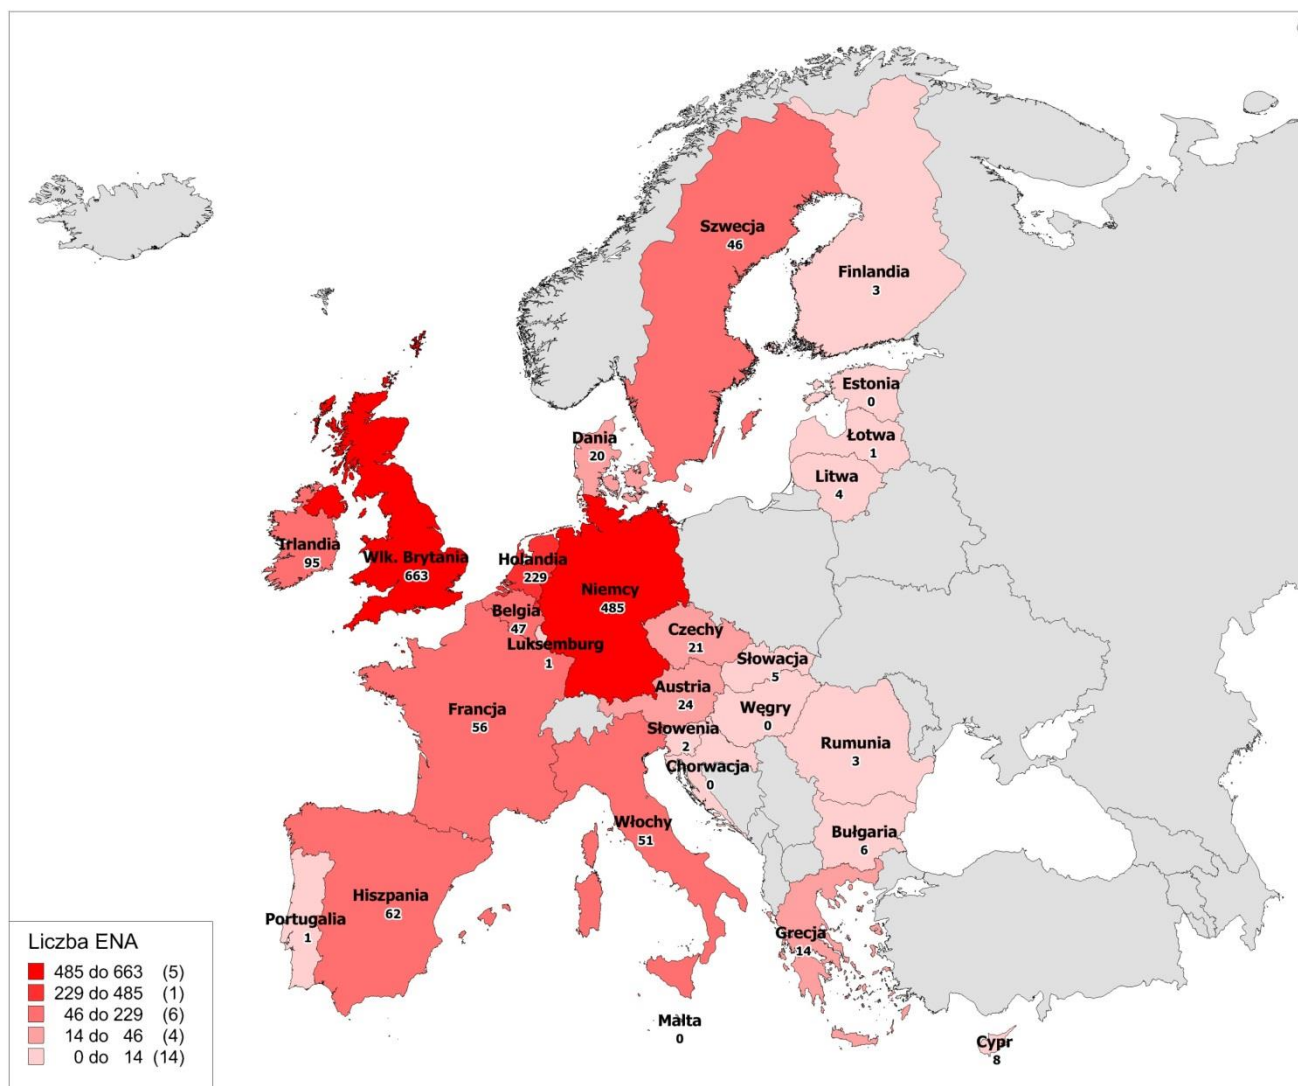 Szwecja
46
Finlandia
3
Estonia
0
Łotwa
1
Litwa
4
Dania
20
Irlandia
95
Wlk. Brytania
663
Holandia
229
Niemcy
485
Belgia
47
Luksemburg
1
Czechy
21
Słowacja
5
Austria
24
Węgry
0
Francja
56
Słowenia
2
Chorwacja
0
Rumunia
3
Włochy
51
Bułgaria
6
Hiszpania
62
Portugalia
1
Grecja
14
Malta
0
Cypr
8
Liczba ENA
485 do 663 (5)
229 do 485 (1)
46 do 229 (6)
14 do 46 (4)
0 do 14 (14)